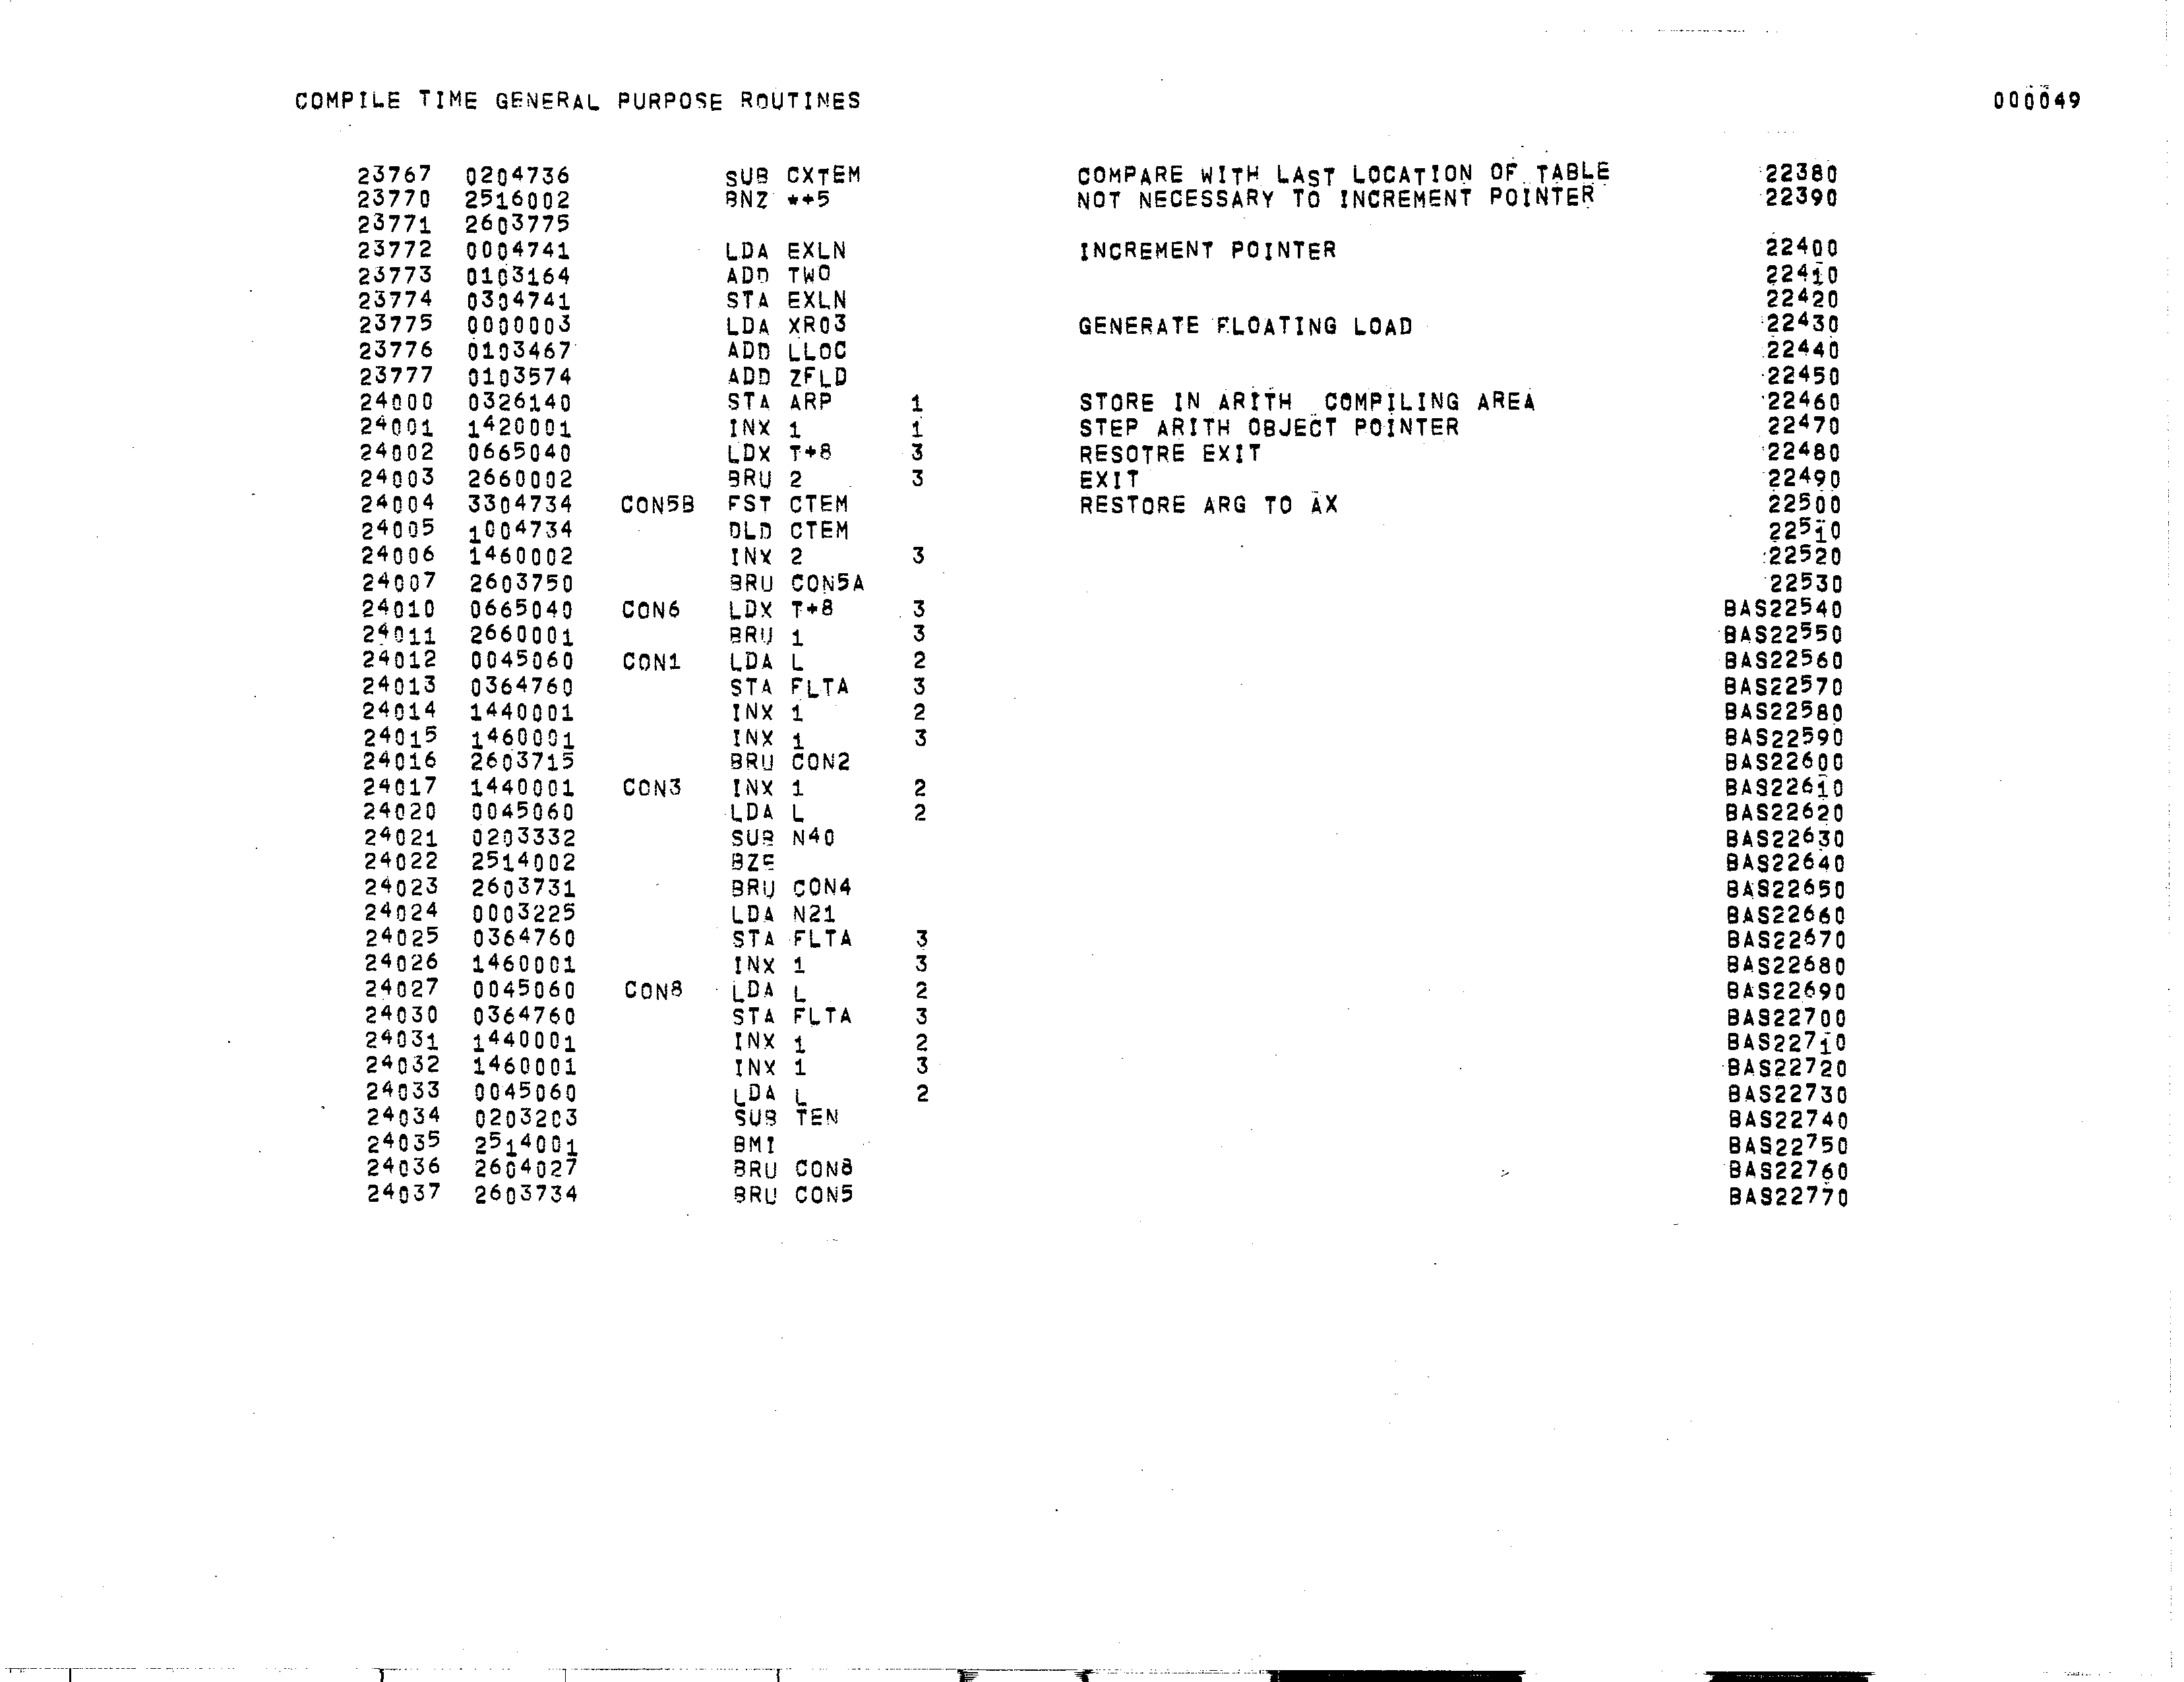 COMPILE TIME GENERAL PURPOSE ROUTINES 000049
23767 0204736 SUB CXTEM COMPARE WITH LAST LOCATION OF TABLE 22380
23770 2516002 BNZ *+5 NOT NECESSARY TO INCREMENT POINTER 22390
23771 2603775
23772 0004741 LDA EXLN INCREMENT POINTER 22400
23773 0103164 ADD TWO 22410
23774 0304741 STA EXLN 22420
23775 0000003 LDA XR03 GENERATE FLOATING LOAD 22430
23776 0103467 ADD LLOC 22440
23777 0103574 ADD ZFLD 22450
24000 0326140 STA ARP 1 STORE IN ARITH COMPILING AREA 22460
24001 1420001 INX 1 1 STEP ARITH OBJECT POINTER 22470
24002 0665040 LDX T+8 3 RESOTRE EXIT 22480
24003 2660002 BRU 2 3 EXIT 22490
24004 3304734 CON5B FST CTEM RESTORE ARG TO AX 22500
24005 1004734 DLD CTEM 22510
24006 1460002 INX 2 3 22520
24007 2603750 BRU CON5A 22530
24010 0665040 CON6 LDX T+8 3 BAS22540
24011 2660001 BRU 1 3 BAS22550
24012 0045060 CON1 LDA L 2 BAS22560
24013 0364760 STA FLTA 3 BAS22570
24014 1440001 INX 1 2 BAS22580
24015 1460001 INX 1 3 BAS22590
24016 2603715 BRU CON2 BAS22600
24017 1440001 CON3 INX 1 2 BAS22610
24020 0045060 LDA L 2 BAS22620
24021 0203332 SUB N40 BAS22630
24022 2514002 BZE BAS22640
24023 2603731 BRU CON4 BAS22650
24024 0003225 LDA N21 BAS22660
24025 0364760 STA FLTA 3 BAS22670
24026 1460001 INX 1 3 BAS22680
24027 0045060 CON8 LDA L 2 BAS22690
24030 0364760 STA FLTA 3 BAS22700
24031 1440001 INX 1 2 BAS22710
24032 1460001 INX 1 3 BAS22720
24033 0045060 LDA L 2 BAS22730
24034 0203203 SUB TEN BAS22740
24035 2514001 BMI BAS22750
24036 2604027 BRU CON8 BAS22760
24037 2603734 BRU CON5 BAS22770